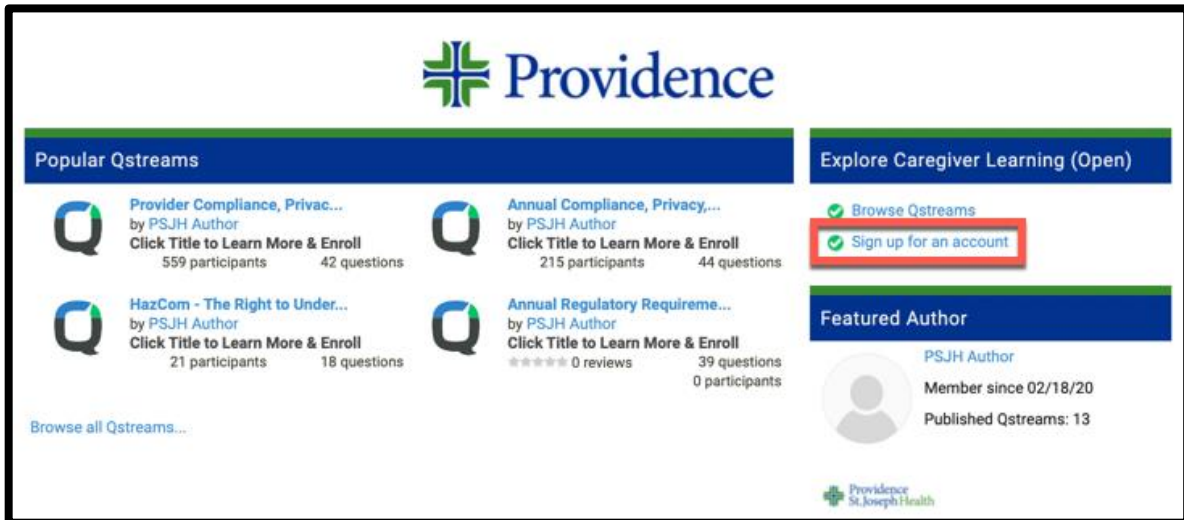 Providence
Popular Qstreams
Provider Compliance, Privac...
by PSJH Author
Click Title to Learn More & Enroll
559 participants 42 questions
Annual Compliance, Privacy,...
by PSJH Author
Click Title to Learn More & Enroll
215 participants 44 questions
HazCom - The Right to Under...
by PSJH Author
Click Title to Learn More & Enroll
21 participants 18 questions
Annual Regulatory Requireme...
by PSJH Author
Click Title to Learn More & Enroll
0 reviews 39 questions
0 participants
Browse all Qstreams...
Explore Caregiver Learning (Open)
Browse Qstreams
Sign up for an account
Featured Author
PSJH Author
Member since 02/18/20
Published Qstreams: 13
Providence
St. Joseph Health